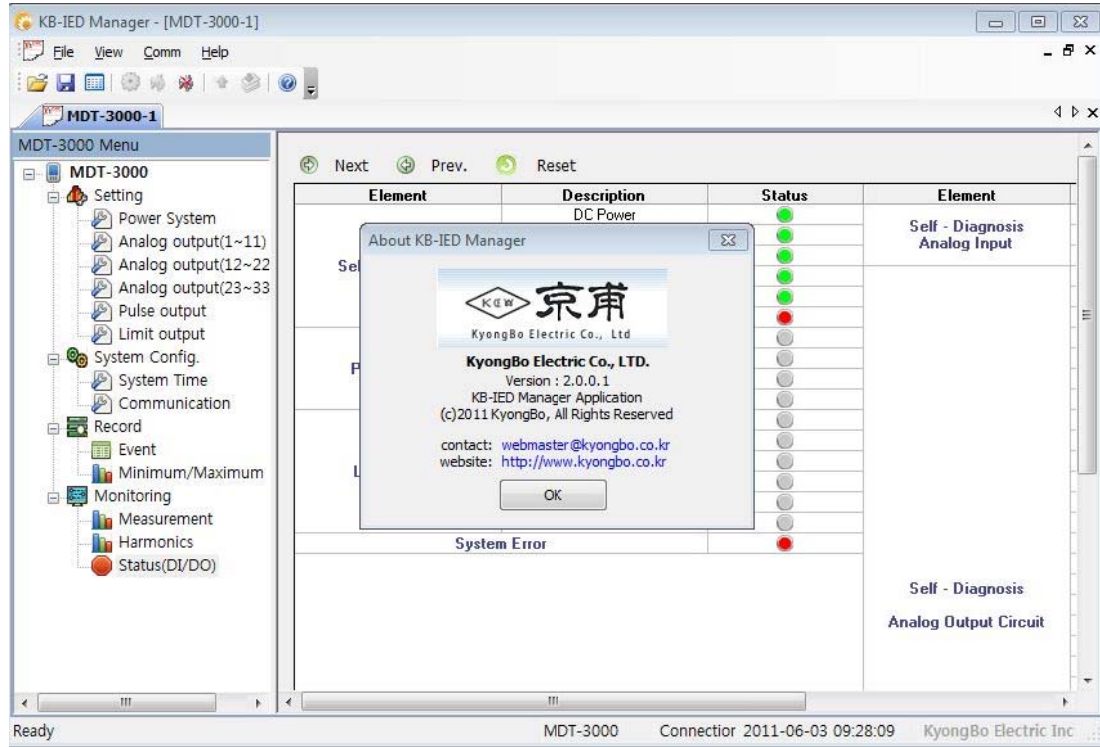 KB-IED Manager - [MDT-3000-1]
File View Comm Help
MDT-3000-1
MDT-3000 Menu
MDT-3000
Setting
Power System
Analog output(1~11)
Analog output(12~22
Analog output(23~33
Pulse output
Limit output
System Config.
System Time
Communication
Record
Event
Minimum/Maximum
Monitoring
Measurement
Harmonics
Status(DI/DO)
Next Prev. Reset
Element Description Status Element
DC Power
Self - Diagnosis
Analog Input
System Error
Self - Diagnosis
Analog Output Circuit
About KB-IED Manager
京甫
KyongBo Electric Co., Ltd
KyongBo Electric Co., LTD.
Version : 2.0.0.1
KB-IED Manager Application
(c)2011 KyongBo, All Rights Reserved
contact: webmaster@kyongbo.co.kr
website: http://www.kyongbo.co.kr
OK
Ready MDT-3000 Connectior 2011-06-03 09:28:09 KyongBo Electric Inc